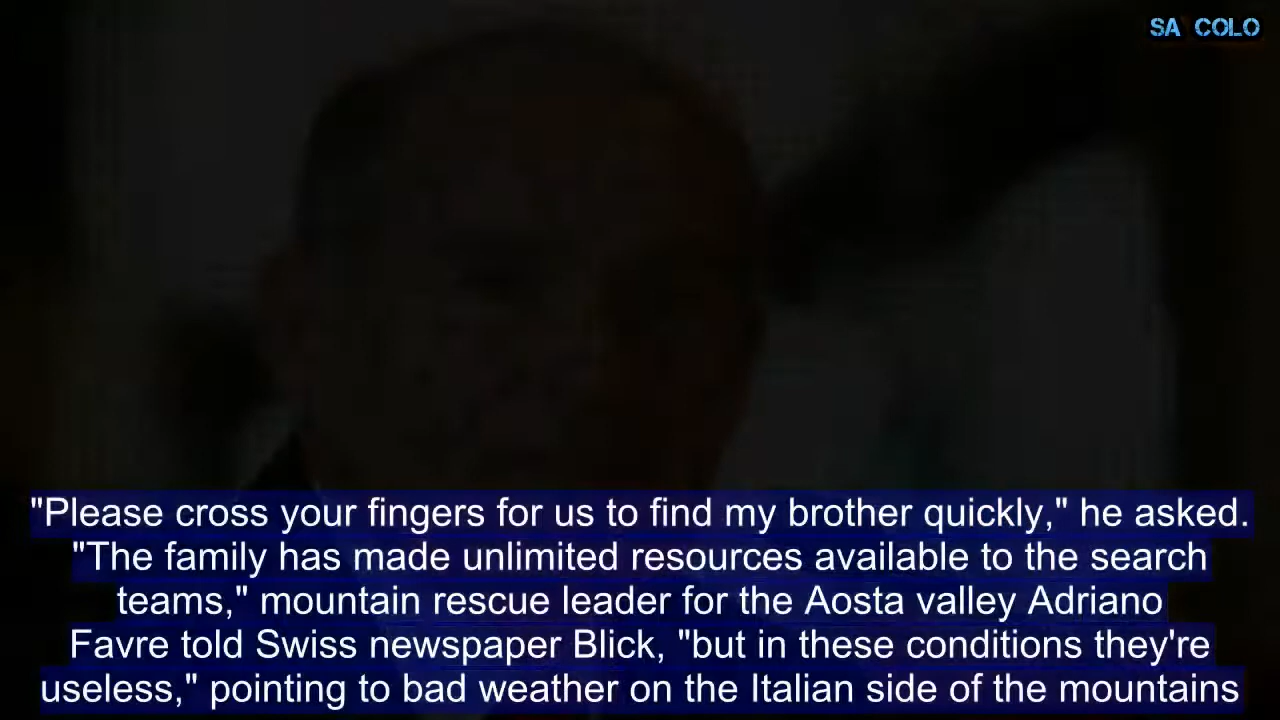 SA COLO
"Please cross your fingers for us to find my brother quickly," he asked.
"The family has made unlimited resources available to the search
teams," mountain rescue leader for the Aosta valley Adriano
Favre told Swiss newspaper Blick, "but in these conditions they're
useless," pointing to bad weather on the Italian side of the mountains